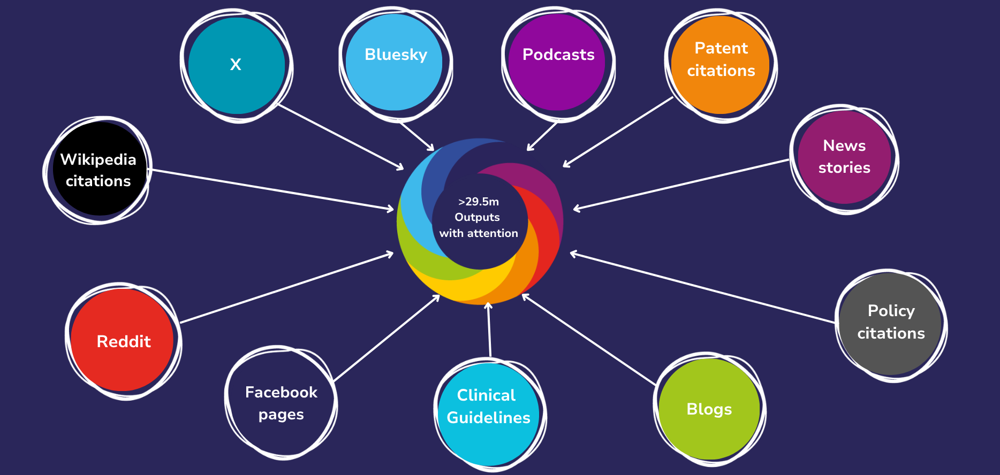 X
Bluesky
Podcasts
Patent
citations
Wikipedia
citations
News
stories
>29.5m
Outputs
with attention
Reddit
Policy
citations
Facebook
pages
Clinical
Guidelines
Blogs